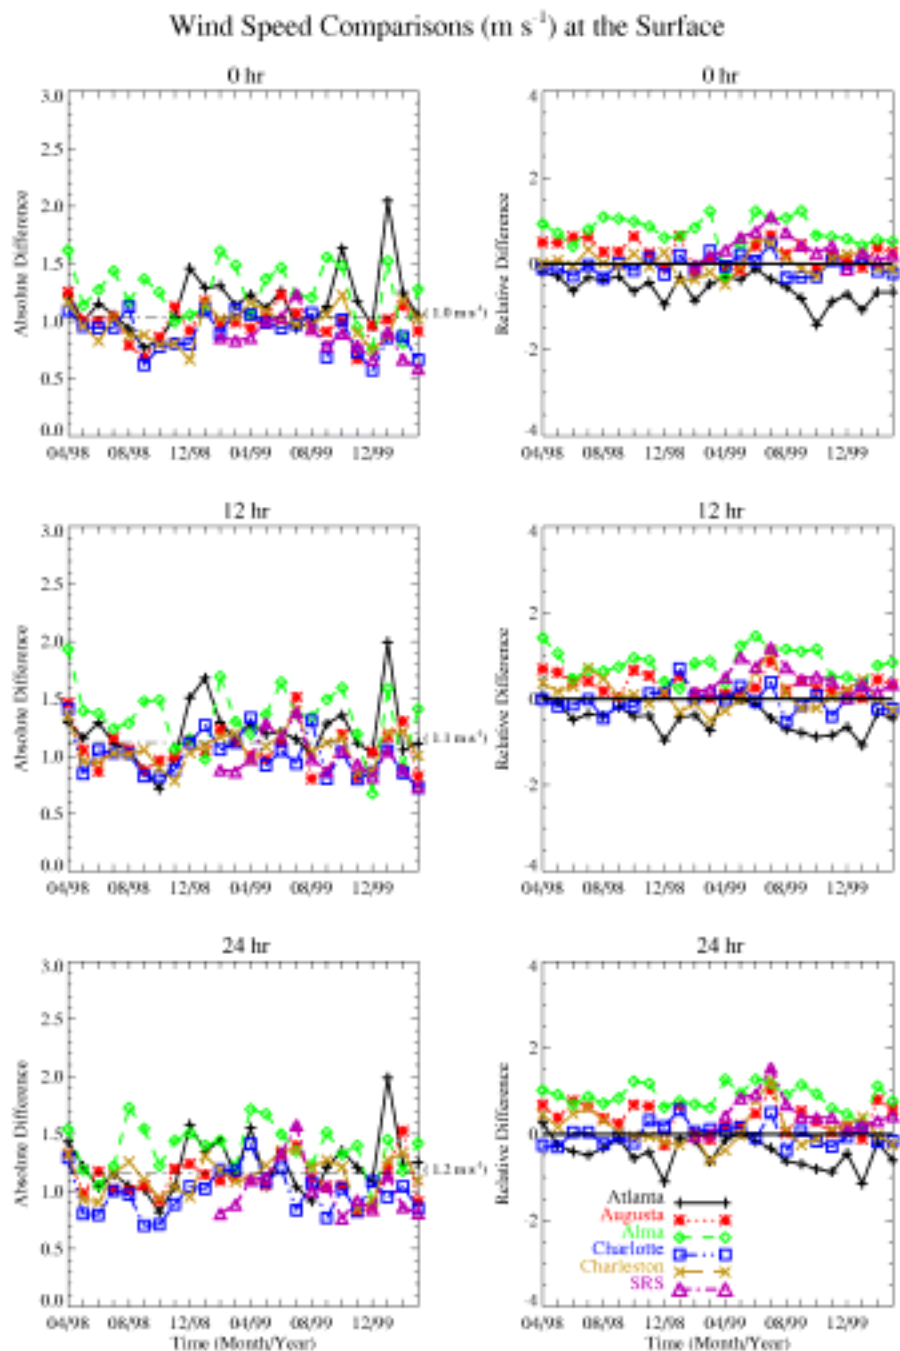 Wind Speed Comparisons (m s-1) at the Surface
0 hr
0 hr
3.0
2.5
2.0
1.5
1.0
0.5
0.0
Absolute Difference
(1.0 m s-1)
04/98 08/98 12/98 04/99 08/99 12/99
4
2
0
-2
-4
Relative Difference
04/98 08/98 12/98 04/99 08/99 12/99
12 hr
12 hr
3.0
2.5
2.0
1.5
1.0
0.5
0.0
Absolute Difference
(1.1 m s-1)
04/98 08/98 12/98 04/99 08/99 12/99
4
2
0
-2
-4
Relative Difference
04/98 08/98 12/98 04/99 08/99 12/99
24 hr
24 hr
3.0
2.5
2.0
1.5
1.0
0.5
0.0
Absolute Difference
(1.2 m s-1)
04/98 08/98 12/98 04/99 08/99 12/99
Time (Month/Year)
4
2
0
-2
-4
Relative Difference
Atlanta
Augusta
Alma
Charlotte
Charleston
SRS
04/98 08/98 12/98 04/99 08/99 12/99
Time (Month/Year)